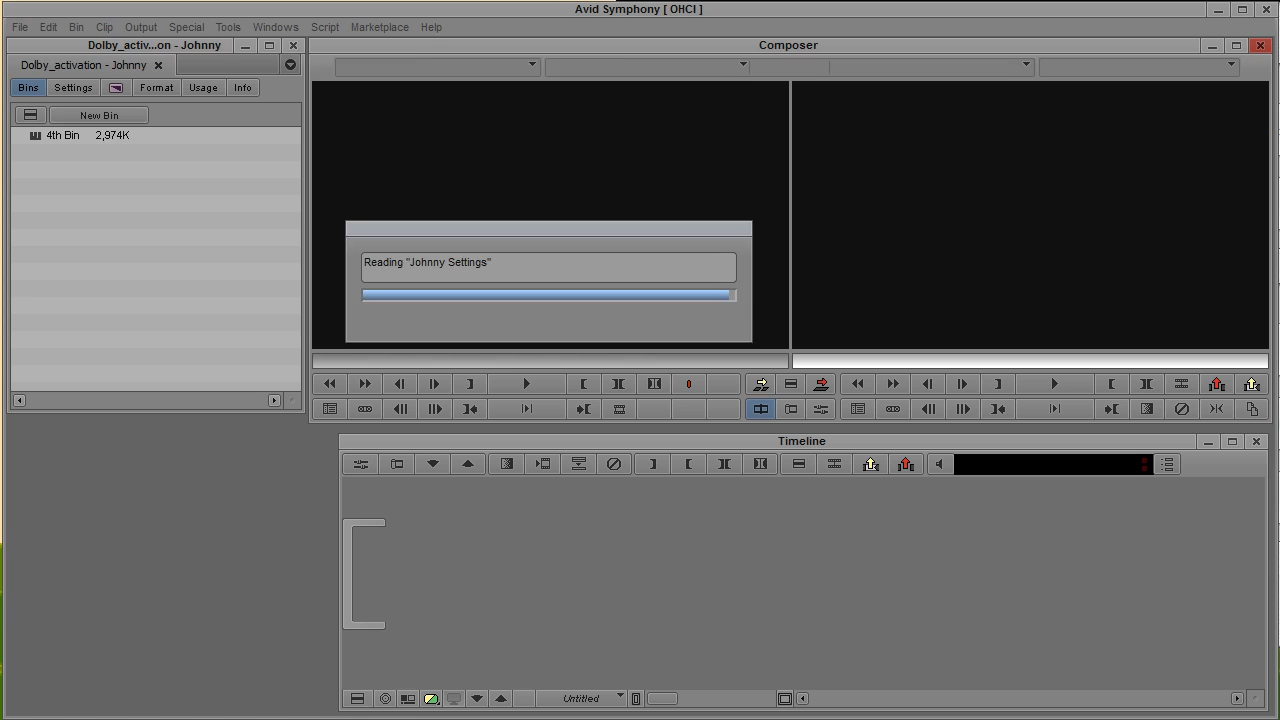 Avid Symphony [ OHCI ]
File Edit Bin Clip Output Special Tools Windows Script Marketplace Help
Dolby_activ...on - Johnny
Composer
Dolby_activation - Johnny
Bins Settings Format Usage Info
New Bin
4th Bin 2,974K
Reading "Johnny Settings"
Timeline
Untitled